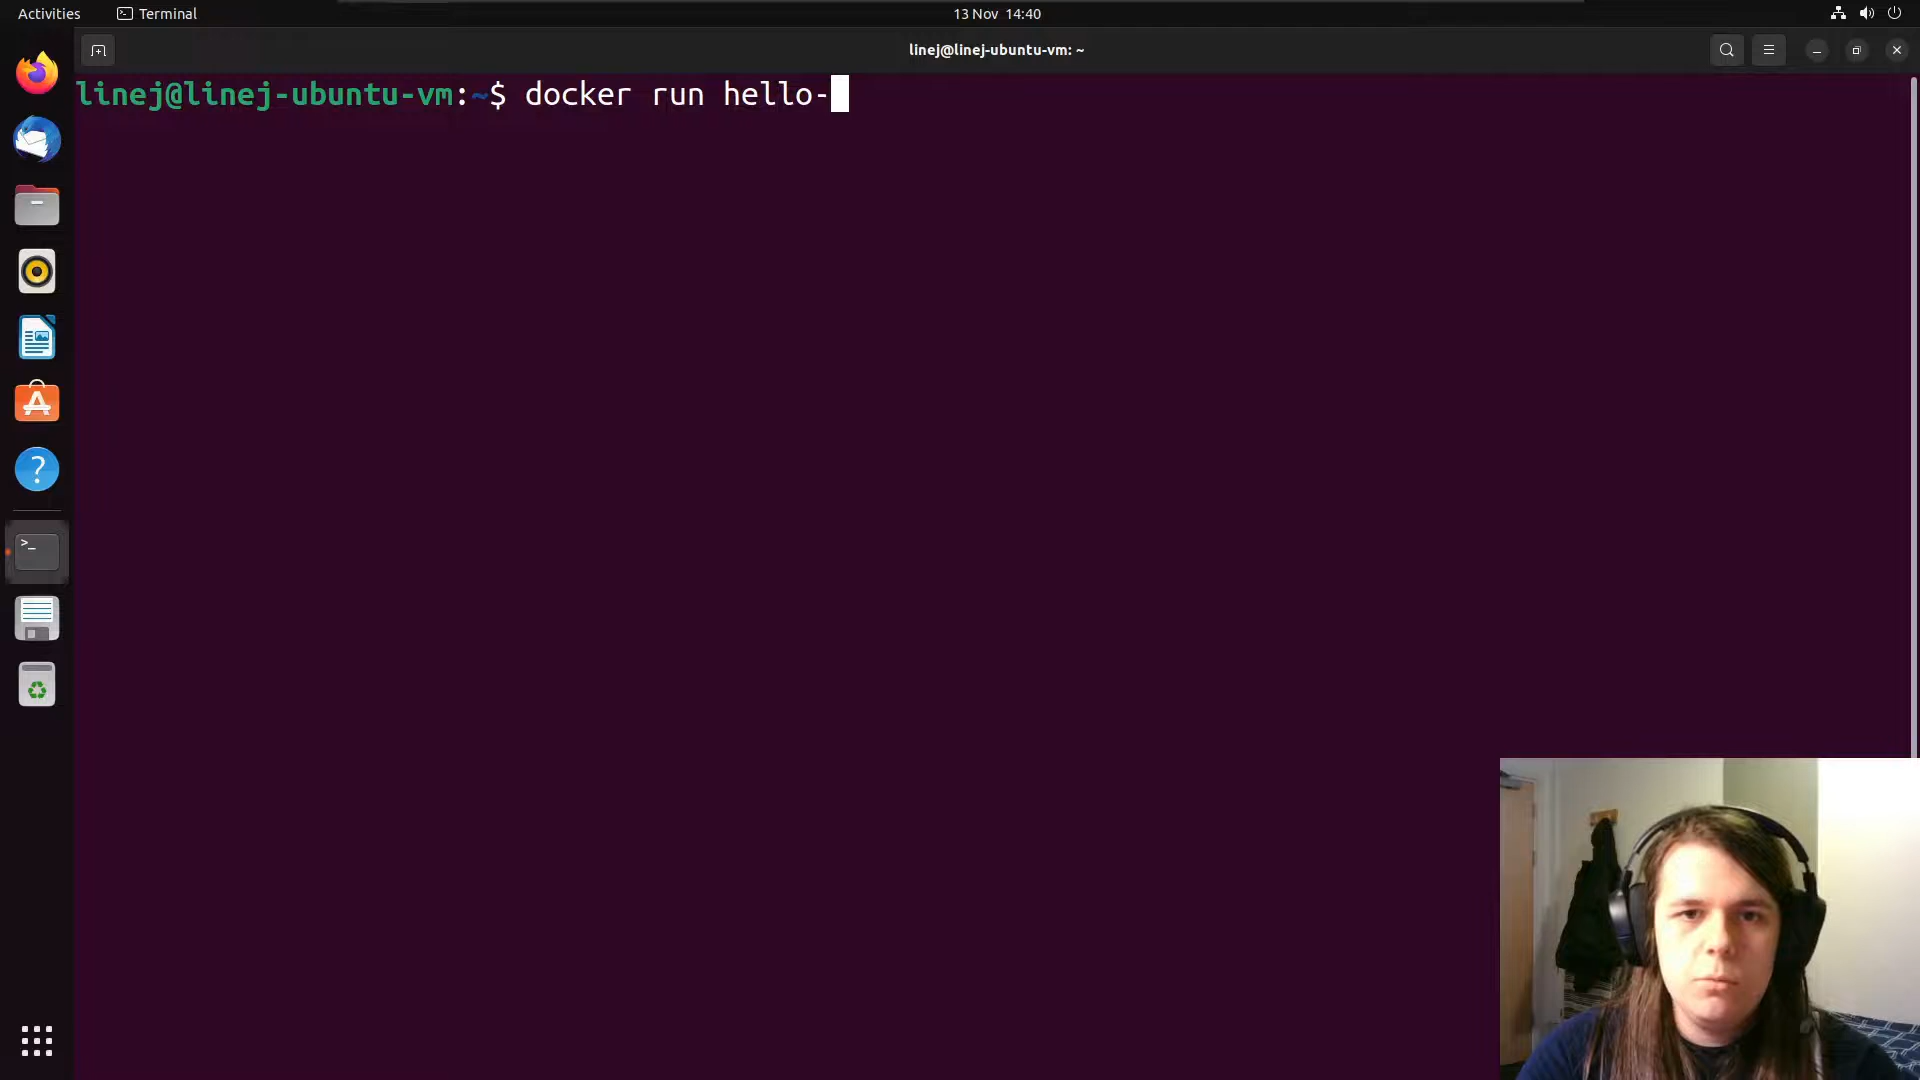 Activities
Terminal
13 Nov 14:40
linej@linej-ubuntu-vm: ~
linej@linej-ubuntu-vm:~$ docker run hello-